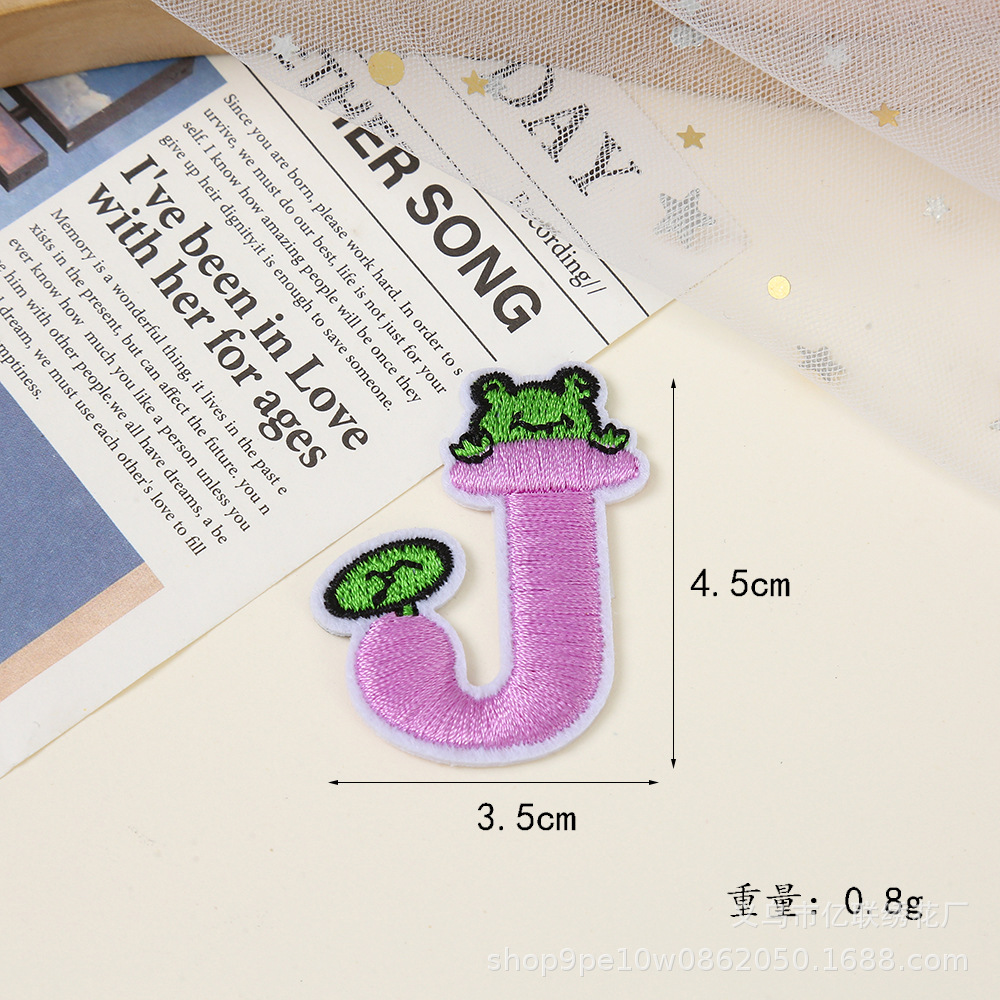 DAY
Ecording//
HER SONG
Since you are born, please work hard. In order to s
urvive, we must do our best, life is not just for your
self. I know how amazing people will be once they
give up heir dignity.it is enough to save someone.
I've been in Love
with her for ages
Memory is a wonderful thing, it lives in the past e
xists in the present, but can affect the future. you n
ever know how much you like a person unless you
e him with other people.we all have dreams, a be
l dream, we must use each other's love to fill
mptiness.
4.5cm
3.5cm
重量：0.8g
义乌市亿联绣花厂
shop9pe10w0862050.1688.com